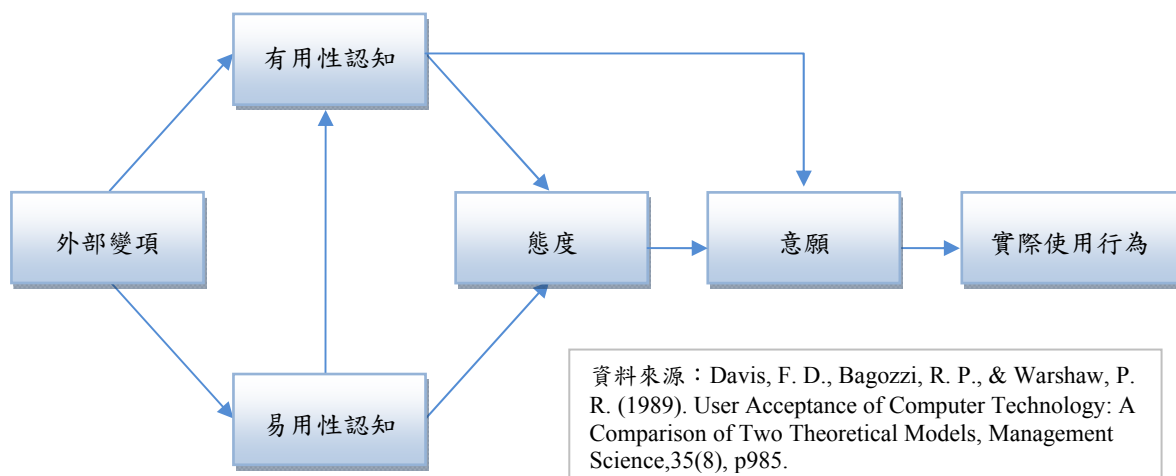 有用性認知
外部變項
態度
意願
實際使用行為
易用性認知
資料來源：Davis, F. D., Bagozzi, R. P., & Warshaw, P.
R. (1989). User Acceptance of Computer Technology: A
Comparison of Two Theoretical Models, Management
Science,35(8), p985.